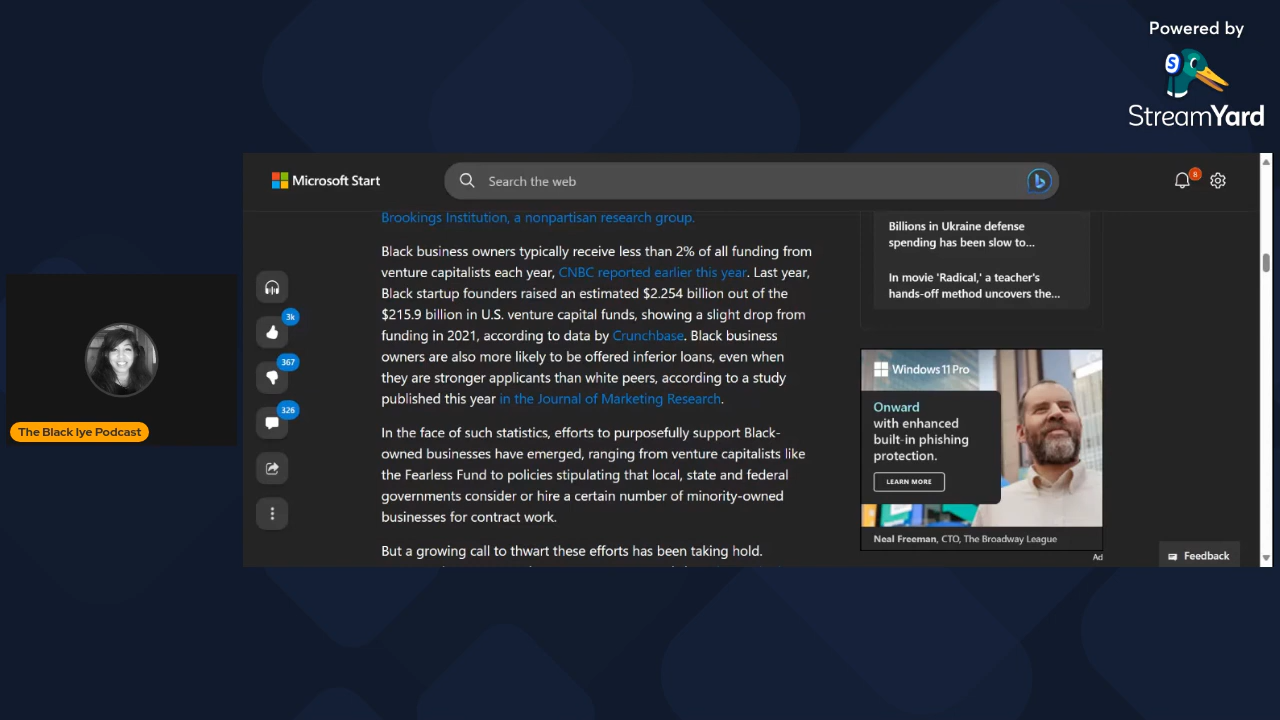 Powered by
StreamYard
Microsoft Start
Search the web
8
Brookings Institution, a nonpartisan research group.
Black business owners typically receive less than 2% of all funding from
venture capitalists each year, CNBC reported earlier this year. Last year,
Black startup founders raised an estimated $2.254 billion out of the
$215.9 billion in U.S. venture capital funds, showing a slight drop from
funding in 2021, according to data by Crunchbase. Black business
owners are also more likely to be offered inferior loans, even when
they are stronger applicants than white peers, according to a study
published this year in the Journal of Marketing Research.
In the face of such statistics, efforts to purposefully support Black-
owned businesses have emerged, ranging from venture capitalists like
the Fearless Fund to policies stipulating that local, state and federal
governments consider or hire a certain number of minority-owned
businesses for contract work.
But a growing call to thwart these efforts has been taking hold.
3k
367
326
The Black Iye Podcast
Billions in Ukraine defense
spending has been slow to...
In movie 'Radical,' a teacher's
hands-off method uncovers the...
Windows 11 Pro
Onward
with enhanced
built-in phishing
protection.
LEARN MORE
Neal Freeman, CTO, The Broadway League
Ad
Feedback